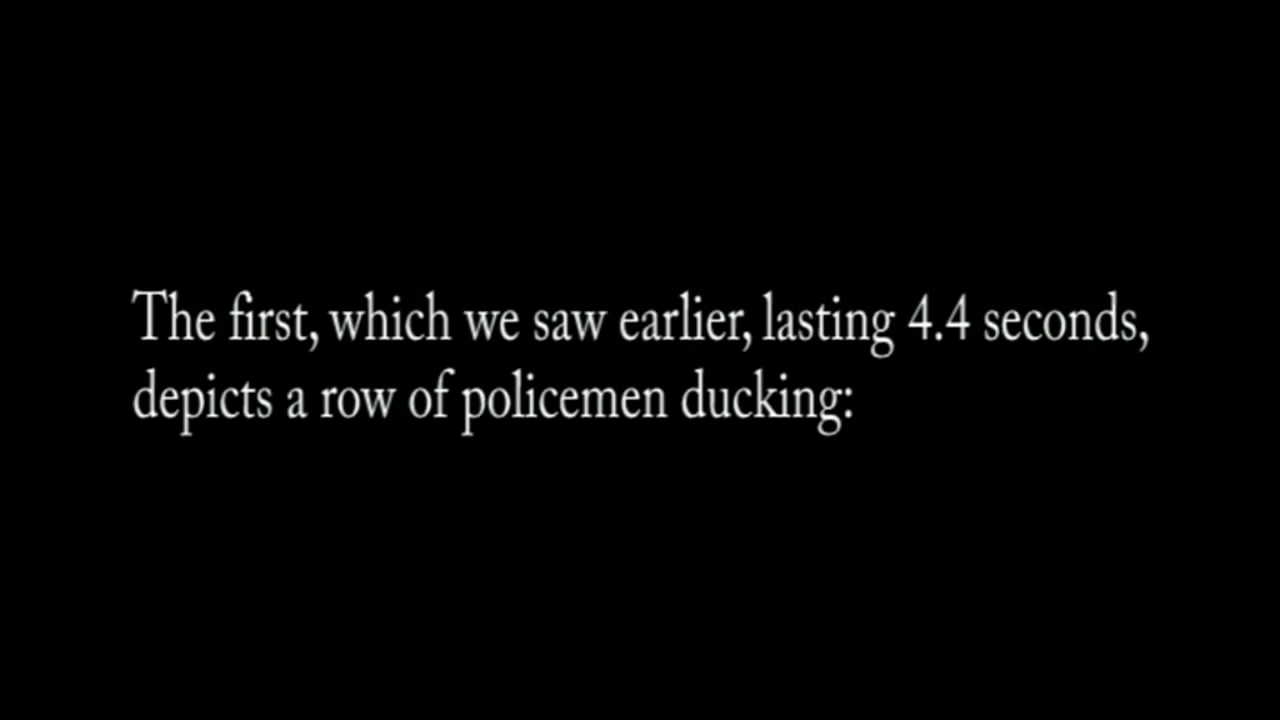 The first, which we saw earlier, lasting 4.4 seconds,
depicts a row of policemen ducking: